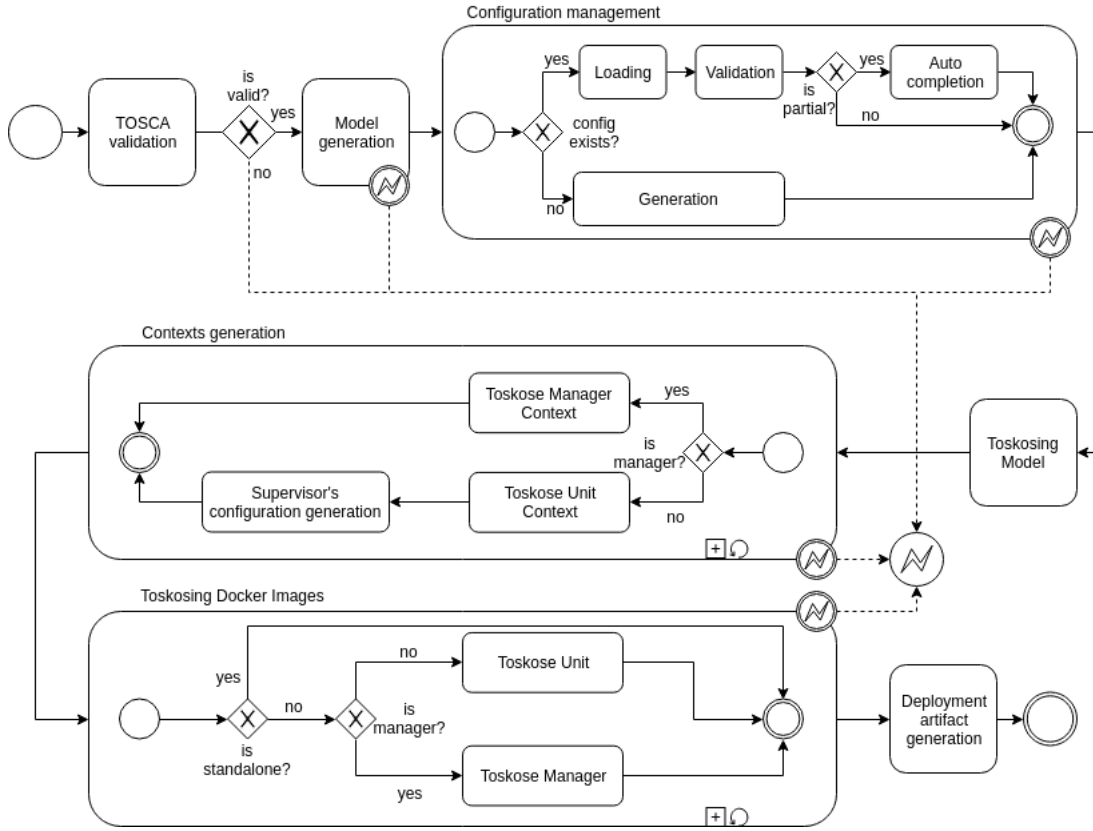 Configuration management
is
valid?
yes
no
TOSCA
validation
Model
generation
config
exists?
yes
Loading
Validation
is
partial?
yes
Auto
completion
no
no
Generation
Toskosing
Model
Contexts generation
is
manager?
yes
Toskose Manager
Context
no
Toskose Unit
Context
Supervisor's
configuration generation
Toskosing Docker Images
is
standalone?
yes
no
is
manager?
no
Toskose Unit
yes
Toskose Manager
Deployment
artifact
generation